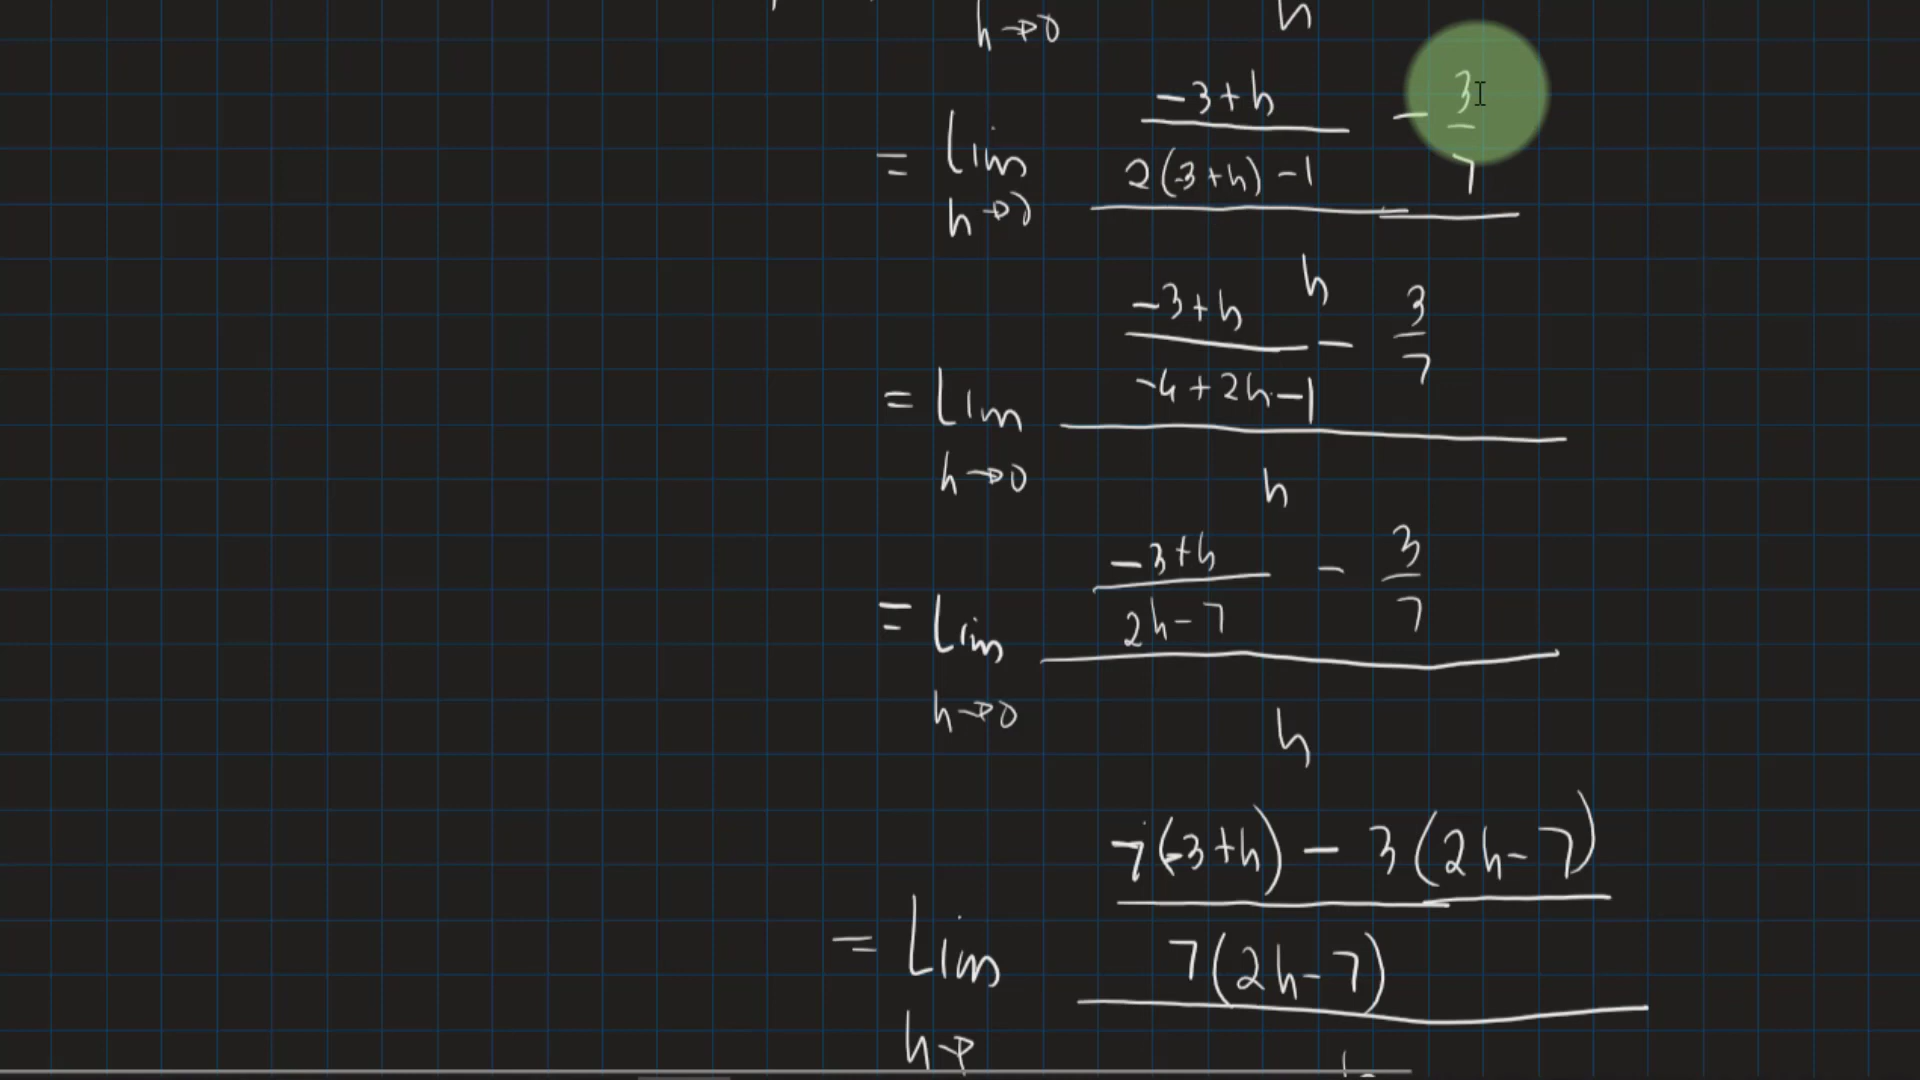 h→0 h
-3+h - 3
= Lim 2(-3+h)-1 7
h→0
h
-3+h - 3
-4+2h-1 7
= Lim
h→0 h
-3+h - 3
2h-7 7
= Lim
h→0 h
7(-3+h) - 3(2h-7)
= Lim 7(2h-7)
h→